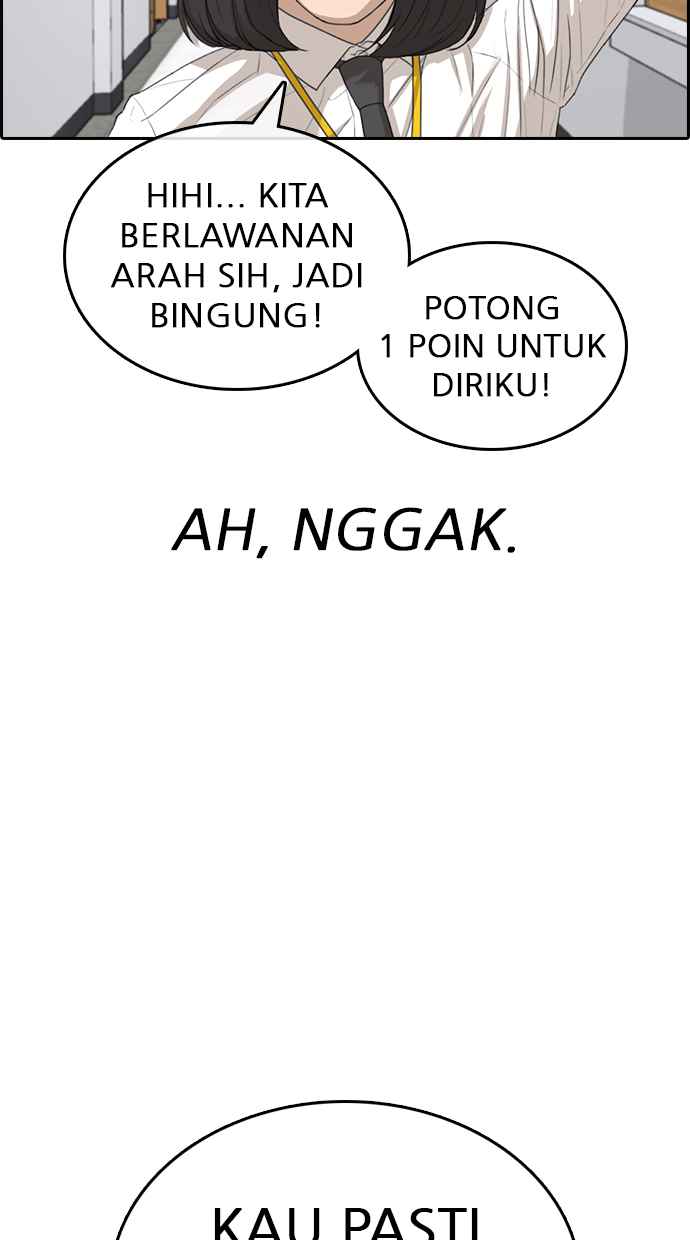 HIHI... KITA
BERLAWANAN
ARAH SIH, JADI
BINGUNG!
POTONG
1 POIN UNTUK
DIRIKU!
AH, NGGAK.
KAU PASTI